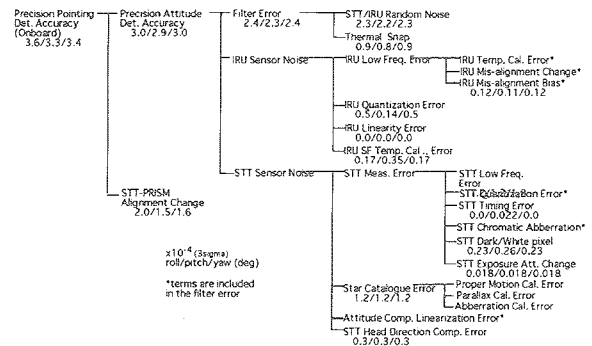 Precision Pointing
Det. Accuracy
(Onboard)
3.6/3.3/3.4
Precision Attitude
Det. Accuracy
3.0/2.9/3.0
Filter Error
2.4/2.3/2.4
STT/IRU Random Noise
2.3/2.2/2.3
Thermal Snap
0.9/0.8/0.9
IRU Sensor Noise
IRU Low Freq. Error
IRU Temp. Cal. Error*
IRU Mis-alignment Change*
IRU Mis-alignment Bias*
0.12/0.11/0.12
IRU Quantization Error
0.5/0.14/0.5
IRU Linearity Error
0.0/0.0/0.0
IRU SF Temp. Cal ., Error
0.17/0.35/0.17
STT Sensor Noise
STT Meas. Error
STT Low Freq.
Error
STT Quantization Error*
STT Timing Error
0.0/0.022/0.0
STT Chromatic Abberration*
STT Dark/White pixel
0.23/0.26/0.23
STT Exposure Att. Change
0.018/0.018/0.018
Star Catalogue Error
1.2/1.2/1.2
Proper Motion Cal. Error
Parallax Cal. Error
Abberration Cal. Error
Attitude Comp. Linearization Error*
STT Head Direction Comp. Error
0.3/0.3/0.3
STT-PRISM
Alignment Change
2.0/1.5/1.6
x10-4 (3sigma)
roll/pitch/yaw (deg)
*terms are included
in the filter error